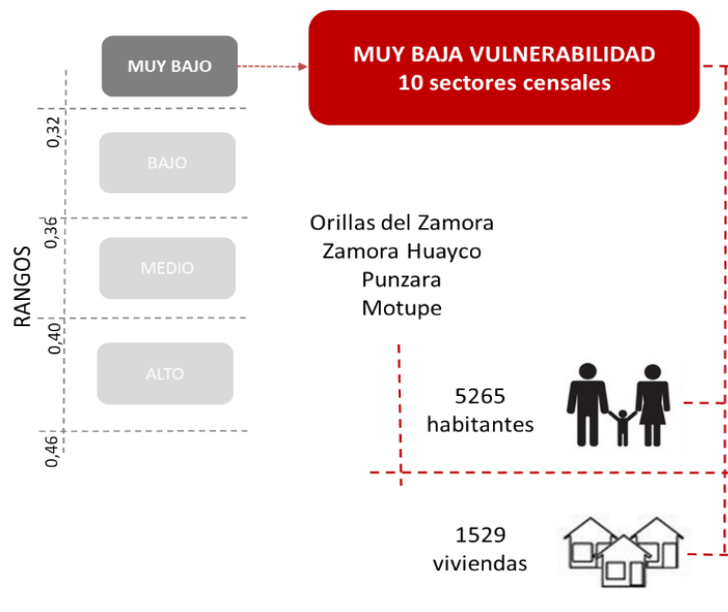 MUY BAJO
MUY BAJA VULNERABILIDAD
10 sectores censales
0,32
BAJO
0,36
MEDIO
0,40
ALTO
0,46
RANGOS
Orillas del Zamora
Zamora Huayco
Punzara
Motupe
5265
habitantes
1529
viviendas